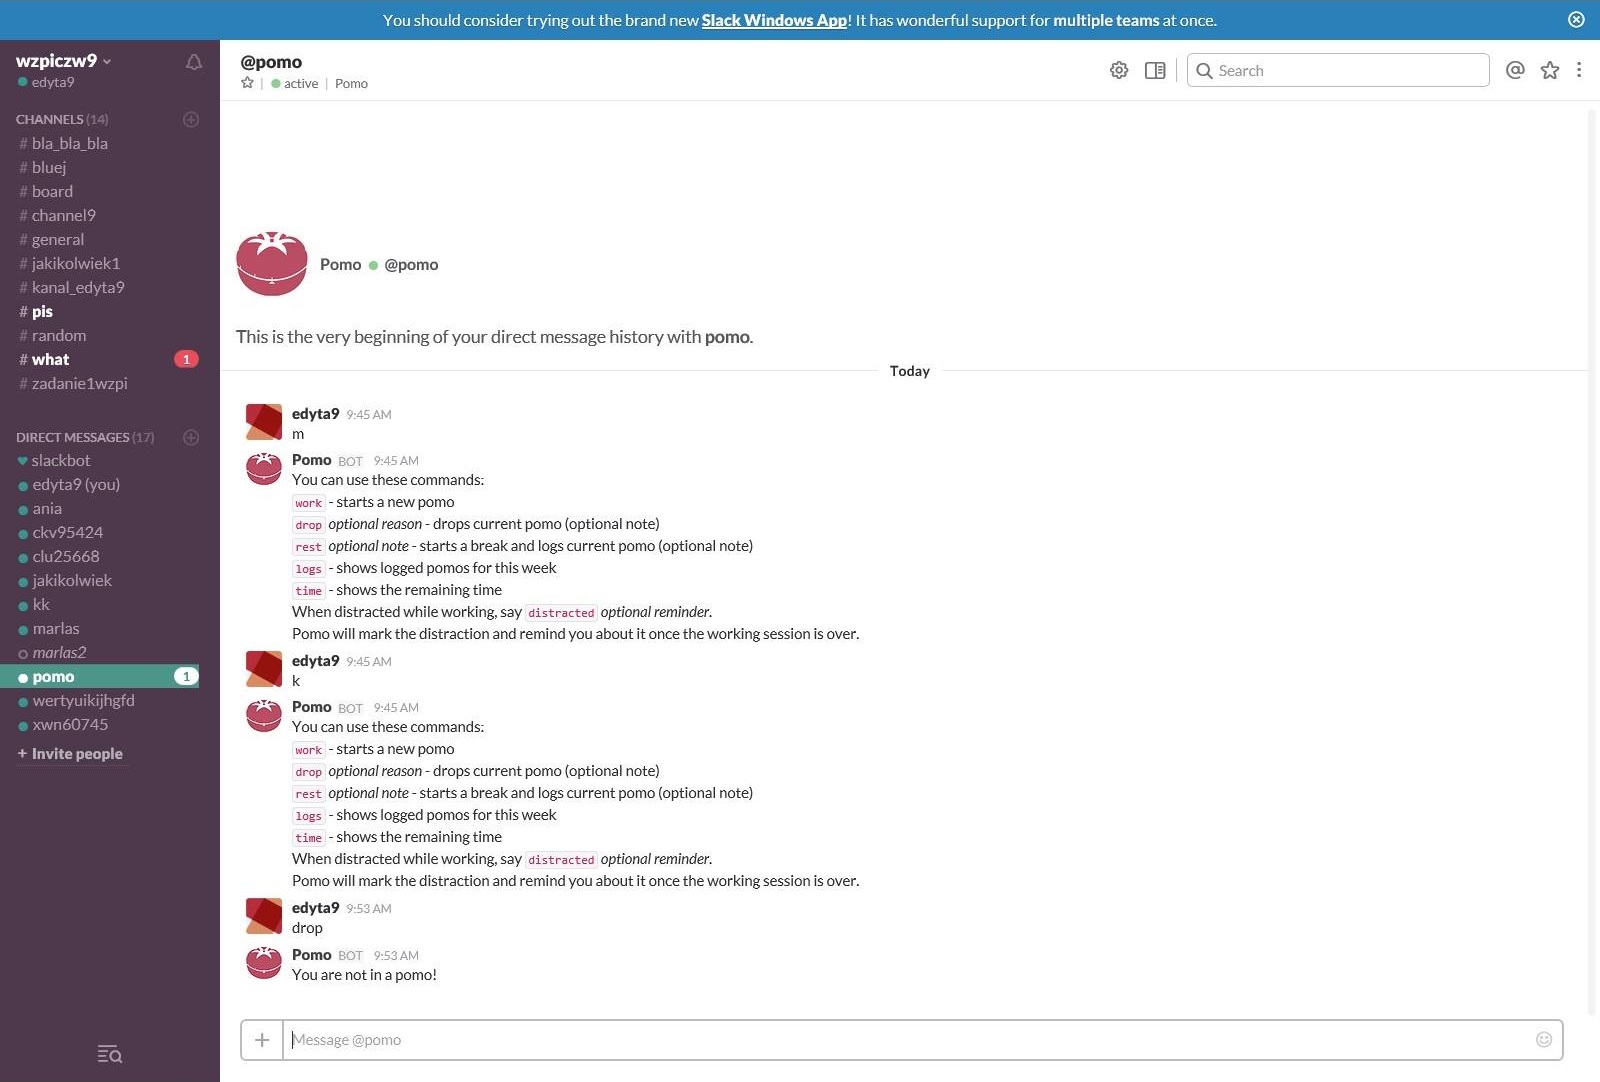 You should consider trying out the brand new Slack Windows App! It has wonderful support for multiple teams at once.
wzpiczw9
edyta9
CHANNELS (14)
# bla_bla_bla
# bluej
# board
# channel9
# general
# jakikolwiek1
# kanal_edyta9
# pis
# random
# what 1
# zadanie1wzpi
DIRECT MESSAGES (17)
slackbot
edyta9 (you)
ania
ckv95424
clu25668
jakikolwiek
kk
marlas
marlas2
pomo 1
wertyuikijhgfd
xwn60745
+ Invite people
@pomo
active | Pomo
Search
Pomo @pomo
This is the very beginning of your direct message history with pomo.
Today
edyta9 9:45 AM
m
Pomo BOT 9:45 AM
You can use these commands:
work - starts a new pomo
drop optional reason - drops current pomo (optional note)
rest optional note - starts a break and logs current pomo (optional note)
logs - shows logged pomos for this week
time - shows the remaining time
When distracted while working, say distracted optional reminder.
Pomo will mark the distraction and remind you about it once the working session is over.
edyta9 9:45 AM
k
Pomo BOT 9:45 AM
You can use these commands:
work - starts a new pomo
drop optional reason - drops current pomo (optional note)
rest optional note - starts a break and logs current pomo (optional note)
logs - shows logged pomos for this week
time - shows the remaining time
When distracted while working, say distracted optional reminder.
Pomo will mark the distraction and remind you about it once the working session is over.
edyta9 9:53 AM
drop
Pomo BOT 9:53 AM
You are not in a pomo!
Message @pomo